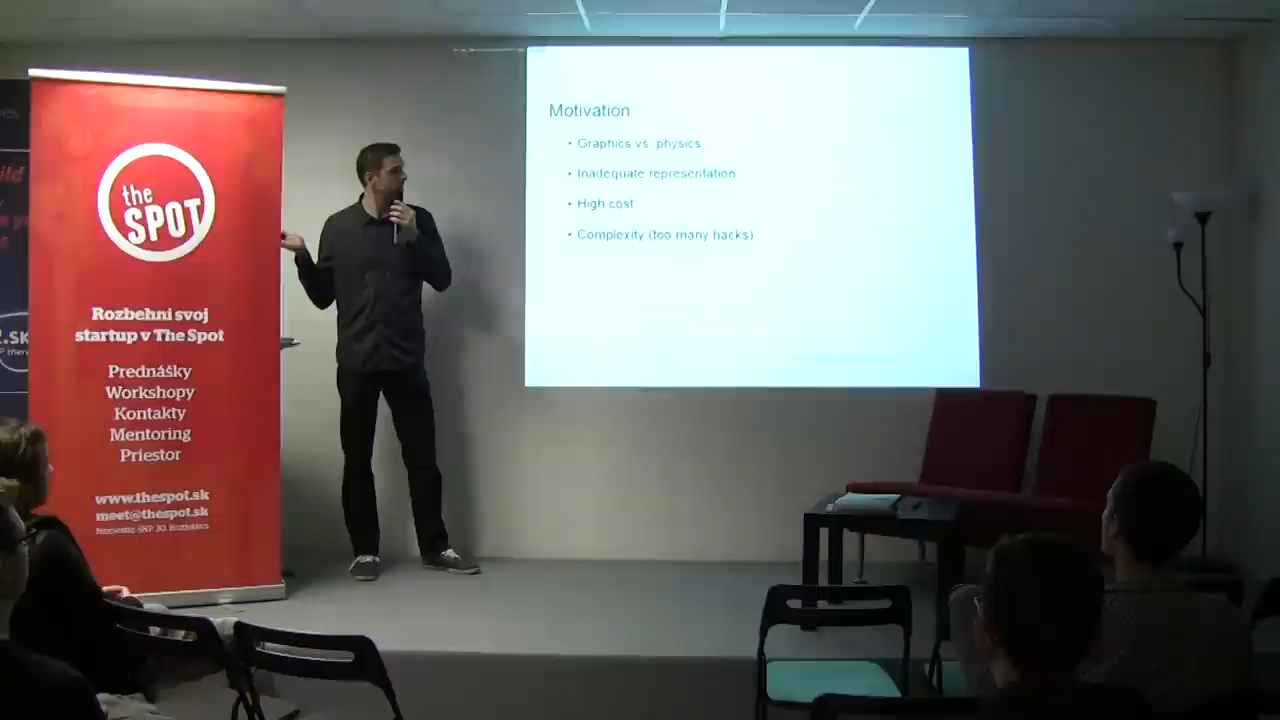 the
SPOT
Rozbehni svoj
startup v The Spot
Prednášky
Workshopy
Kontakty
Mentoring
Priestor
www.thespot.sk
meet@thespot.sk
Motivation
• Graphics vs. physics
• Inadequate representation
• High cost
• Complexity (too many hacks)
.SK